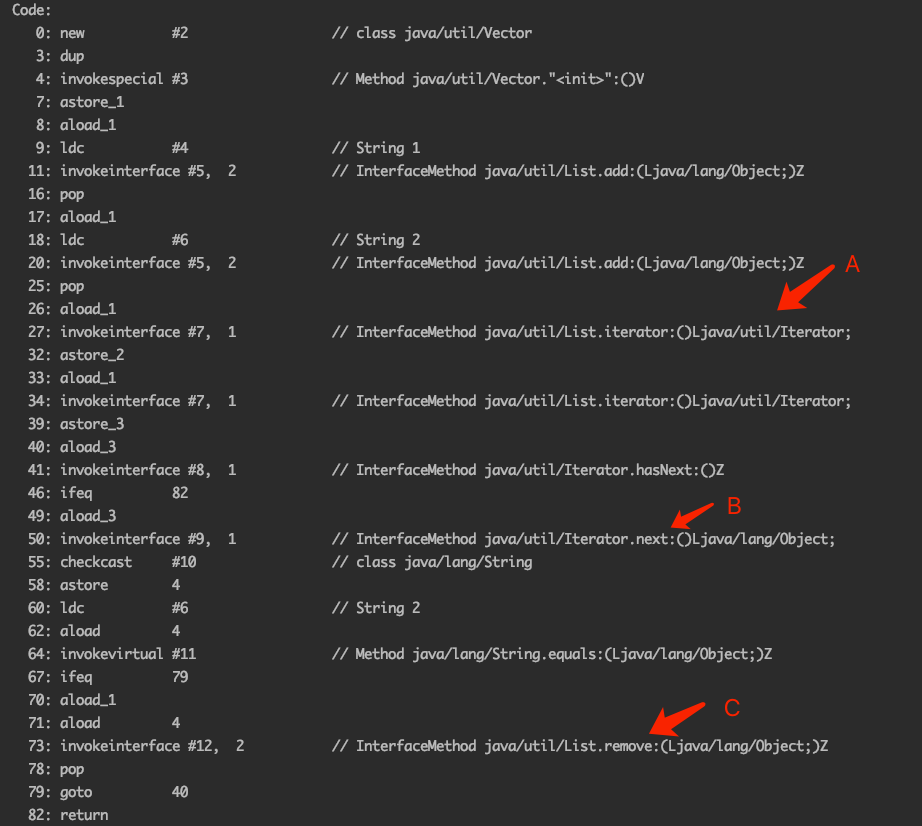 Code:
0: new #2 // class java/util/Vector
3: dup
4: invokespecial #3 // Method java/util/Vector."<init>":()V
7: astore_1
8: aload_1
9: ldc #4 // String 1
11: invokeinterface #5, 2 // InterfaceMethod java/util/List.add:(Ljava/lang/Object;)Z
16: pop
17: aload_1
18: ldc #6 // String 2
20: invokeinterface #5, 2 // InterfaceMethod java/util/List.add:(Ljava/lang/Object;)Z
25: pop
A
26: aload_1
27: invokeinterface #7, 1 // InterfaceMethod java/util/List.iterator:()Ljava/util/Iterator;
32: astore_2
33: aload_1
34: invokeinterface #7, 1 // InterfaceMethod java/util/List.iterator:()Ljava/util/Iterator;
39: astore_3
40: aload_3
41: invokeinterface #8, 1 // InterfaceMethod java/util/Iterator.hasNext:()Z
46: ifeq 82
B
49: aload_3
50: invokeinterface #9, 1 // InterfaceMethod java/util/Iterator.next:()Ljava/lang/Object;
55: checkcast #10 // class java/lang/String
58: astore 4
60: ldc #6 // String 2
62: aload 4
64: invokevirtual #11 // Method java/lang/String.equals:(Ljava/lang/Object;)Z
67: ifeq 79
70: aload_1
C
71: aload 4
73: invokeinterface #12, 2 // InterfaceMethod java/util/List.remove:(Ljava/lang/Object;)Z
78: pop
79: goto 40
82: return